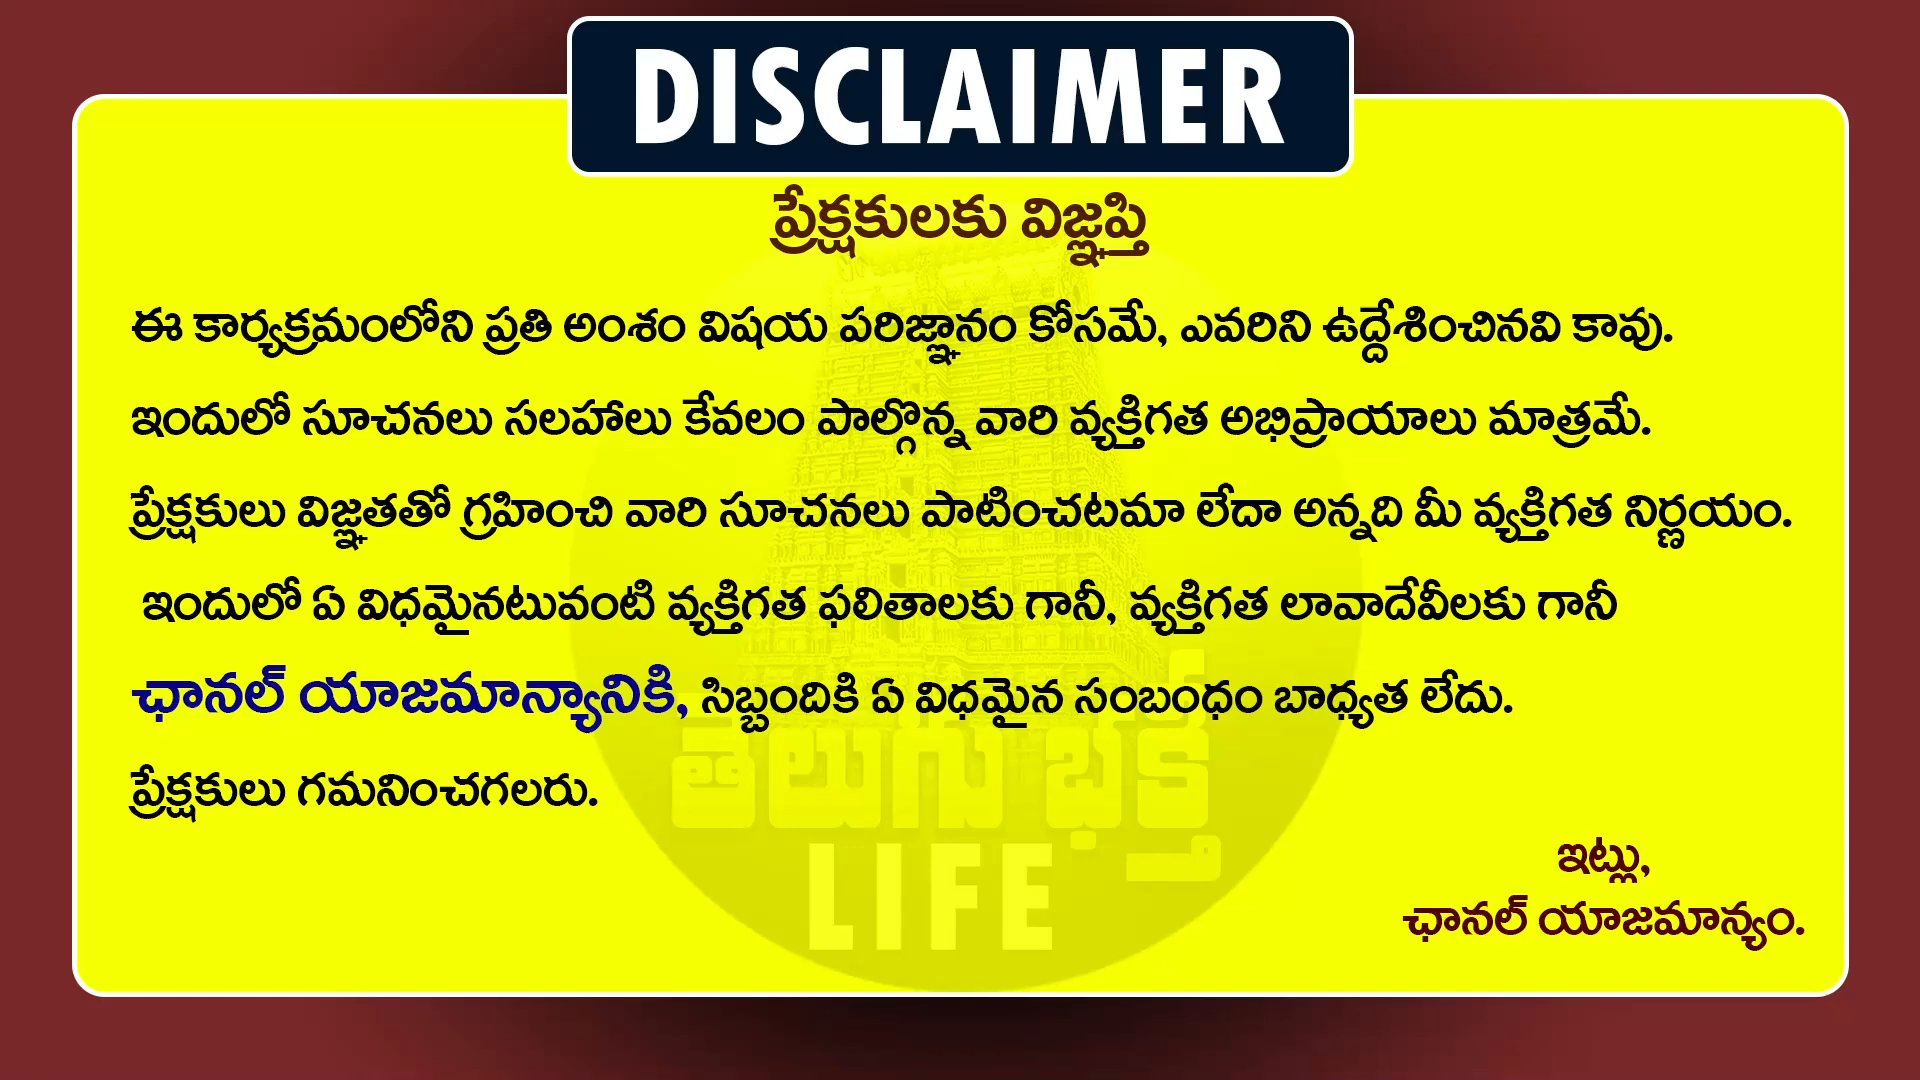 DISCLAIMER
ప్రేక్షకులకు విజ్ఞప్తి
ఈ కార్యక్రమంలోని ప్రతి అంశం విషయ పరిజ్ఞానం కోసమే, ఎవరిని ఉద్దేశించినవి కావు.
ఇందులో సూచనలు సలహాలు కేవలం పాల్గొన్న వారి వ్యక్తిగత అభిప్రాయాలు మాత్రమే.
ప్రేక్షకులు విజ్ఞతతో గ్రహించి వారి సూచనలు పాటించటమా లేదా అన్నది మీ వ్యక్తిగత నిర్ణయం.
ఇందులో ఏ విధమైనటువంటి వ్యక్తిగత ఫలితాలకు గానీ, వ్యక్తిగత లావాదేవీలకు గానీ
ఛానల్ యాజమాన్యానికి, సిబ్బందికి ఏ విధమైన సంబంధం బాధ్యత లేదు.
తెలుగు భక్తి
ప్రేక్షకులు గమనించగలరు.
LIFE
ఇట్లు,
ఛానల్ యాజమాన్యం.